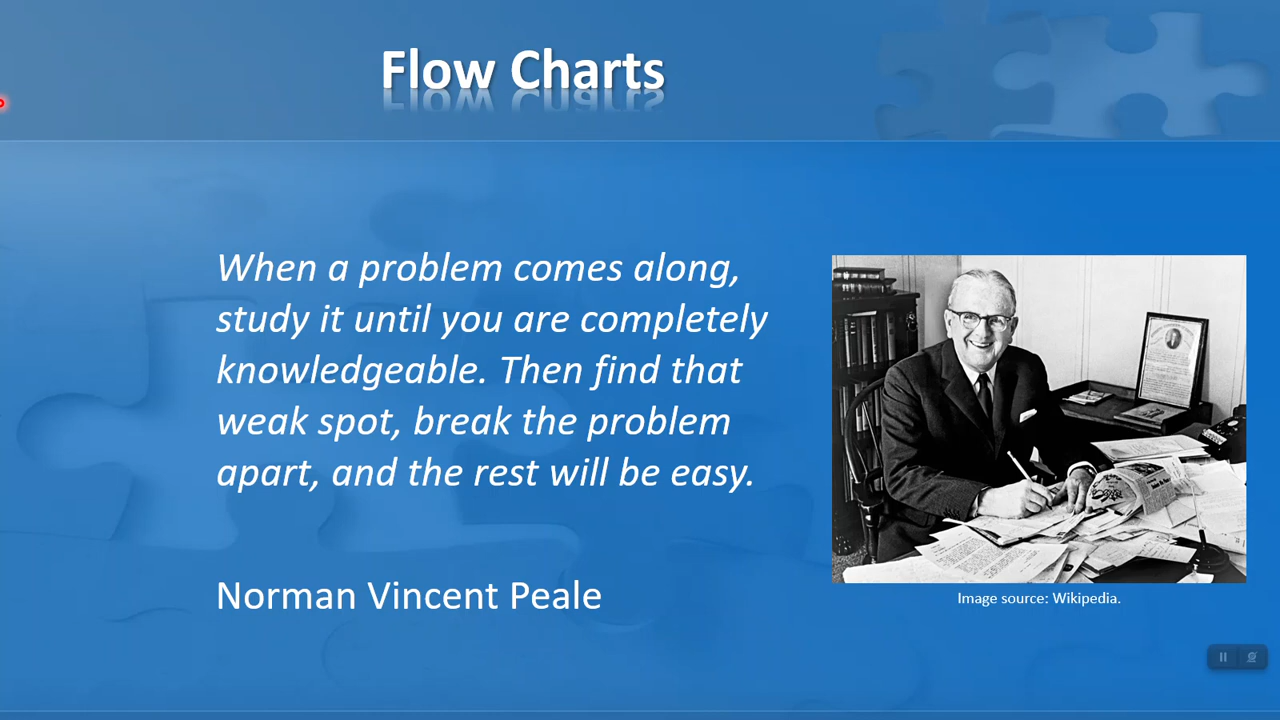 Flow Charts
When a problem comes along,
study it until you are completely
knowledgeable. Then find that
weak spot, break the problem
apart, and the rest will be easy.
Norman Vincent Peale
Image source: Wikipedia.